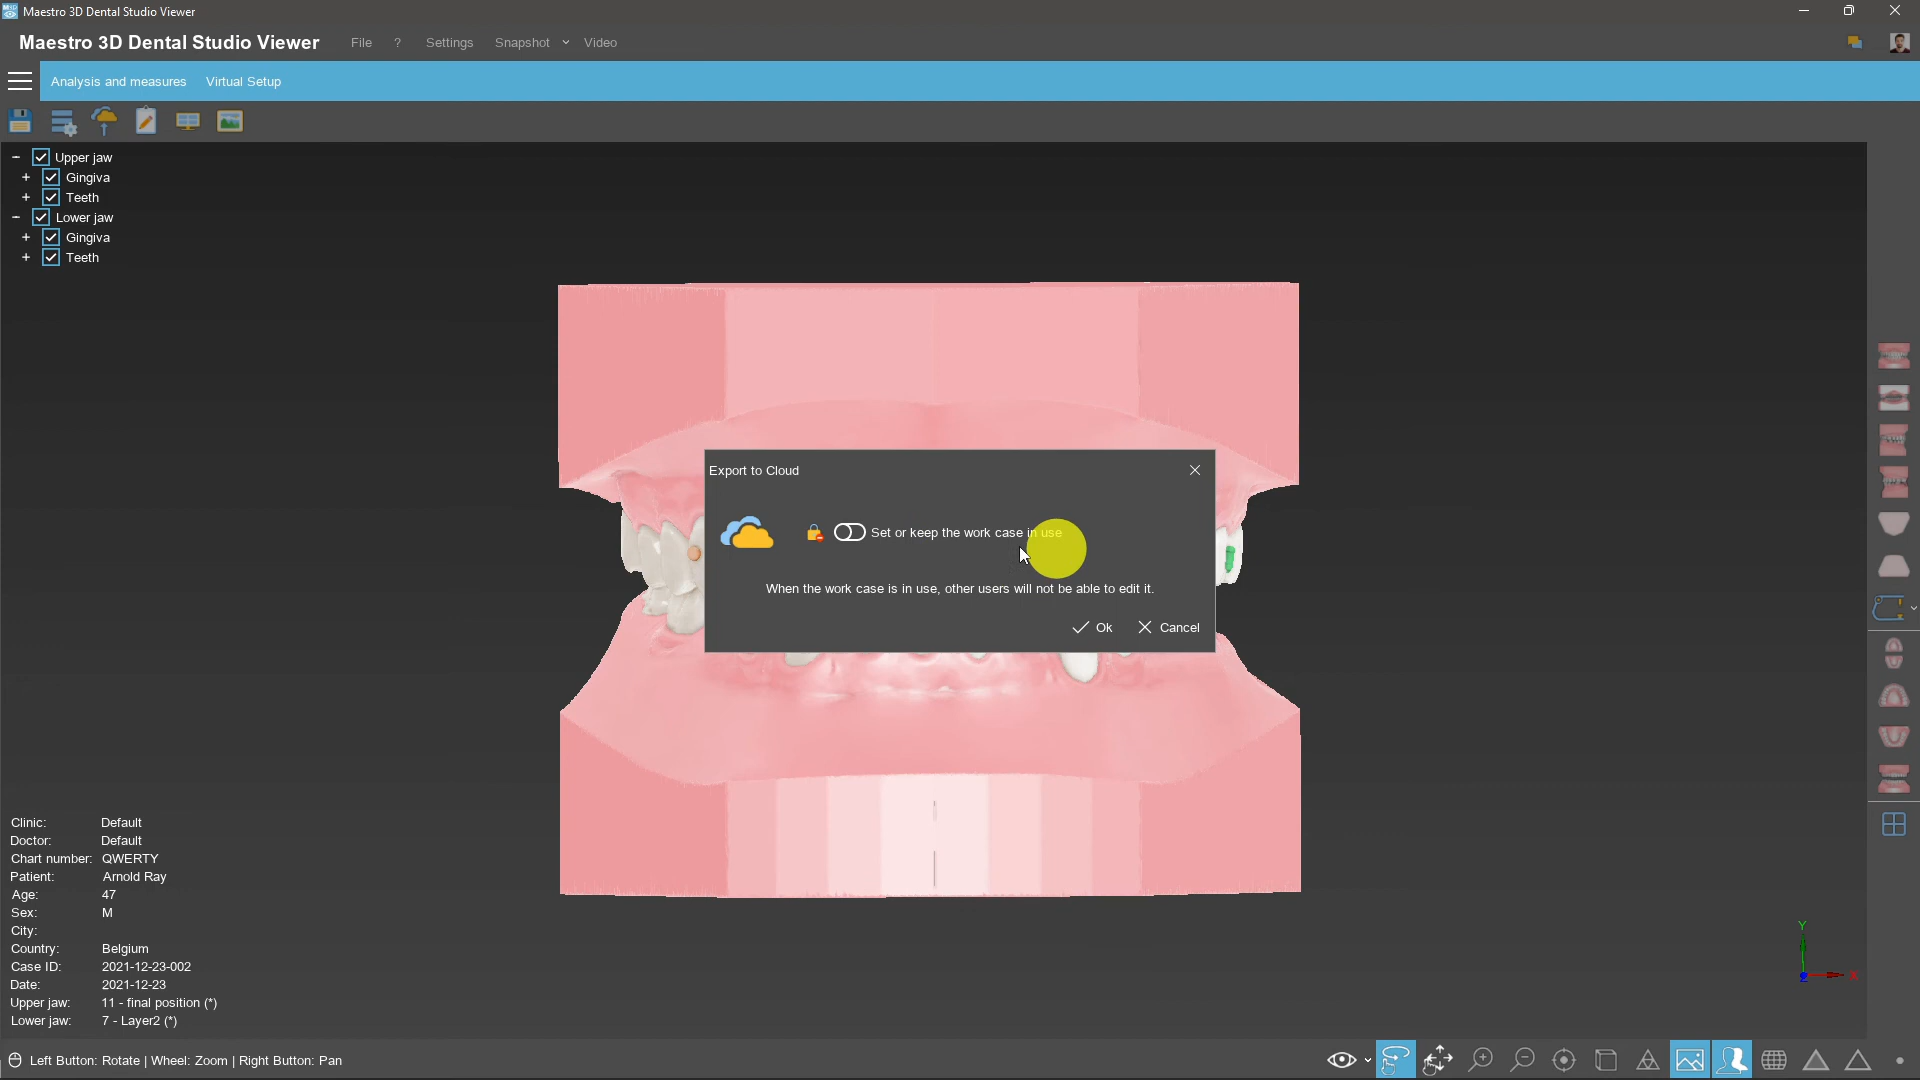 Maestro 3D Dental Studio Viewer
Maestro 3D Dental Studio Viewer File ? Settings Snapshot Video
Analysis and measures Virtual Setup
Upper jaw
Gingiva
Teeth
Lower jaw
Gingiva
Teeth
Export to Cloud
Set or keep the work case in use
When the work case is in use, other users will not be able to edit it.
Ok Cancel
Clinic: Default
Doctor: Default
Chart number: QWERTY
Patient: Arnold Ray
Age: 47
Sex: M
City:
Country: Belgium
Case ID: 2021-12-23-002
Date: 2021-12-23
Upper jaw: 11 - final position (*)
Lower jaw: 7 - Layer2 (*)
Y
X
Left Button: Rotate | Wheel: Zoom | Right Button: Pan